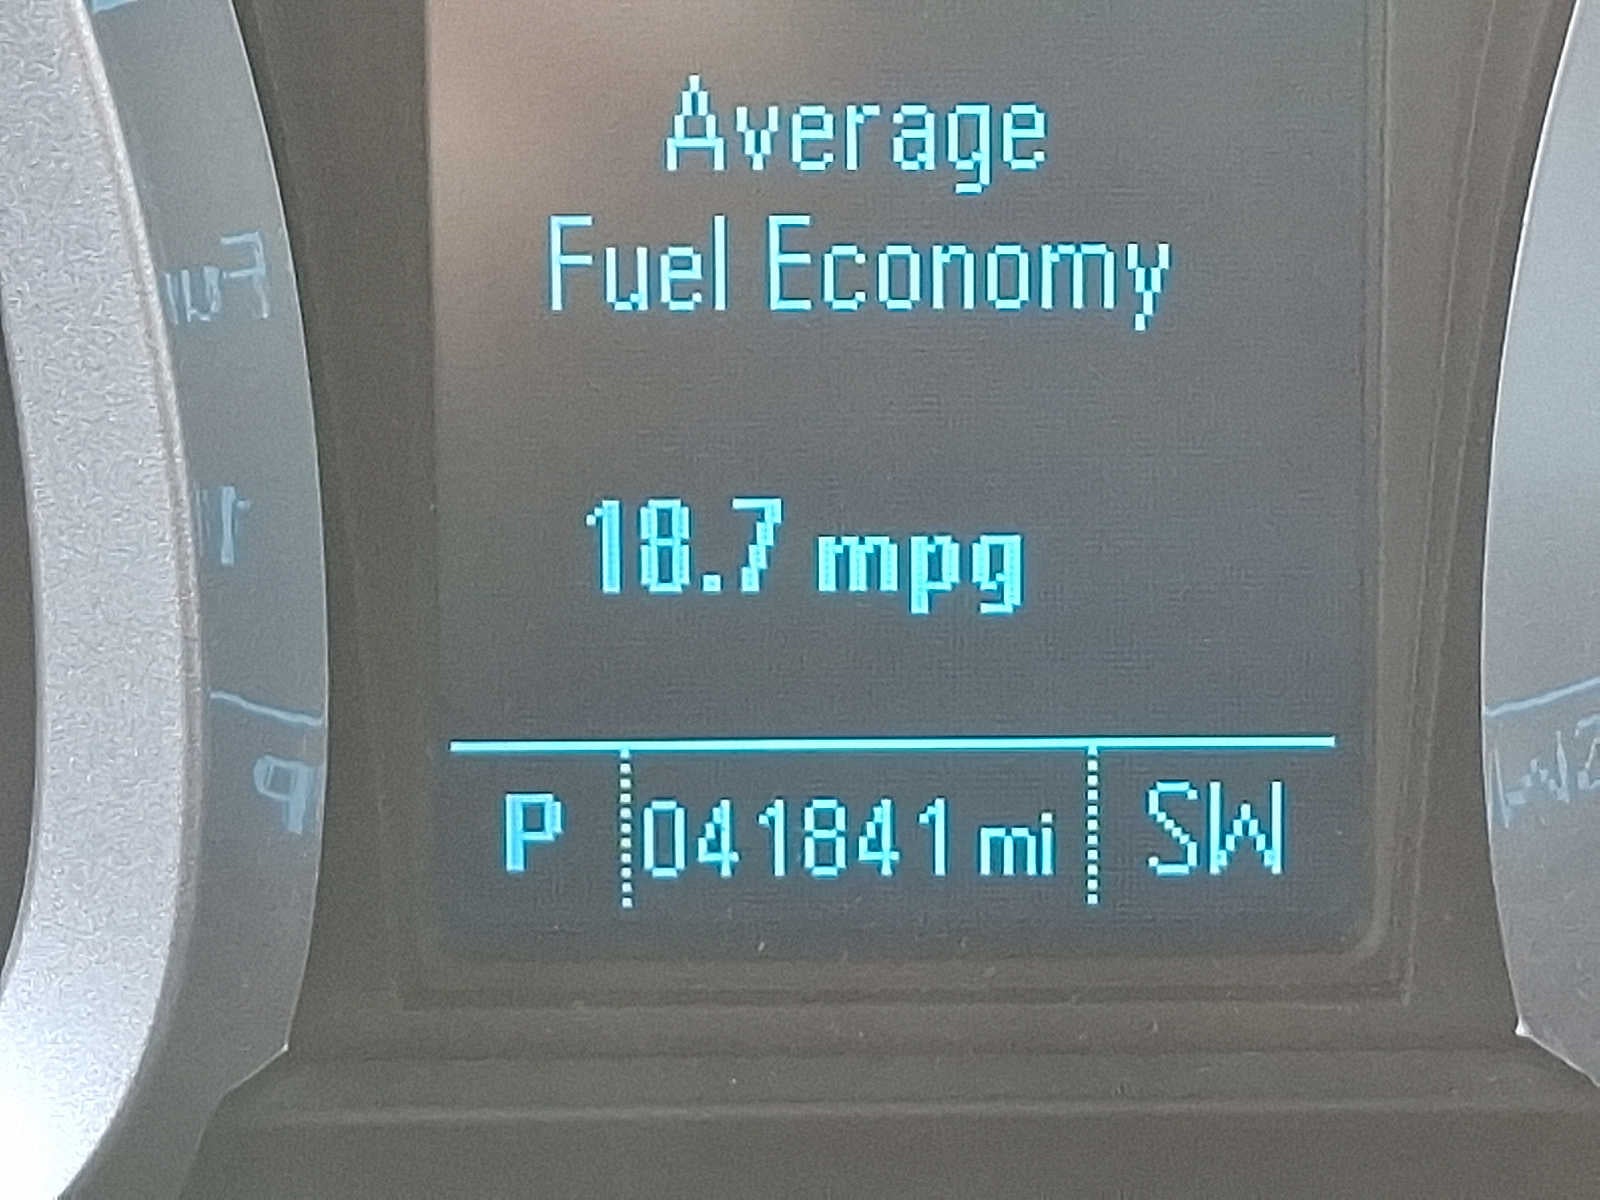 Average
Fuel Economy
18.7 mpg
P 041841 mi SW